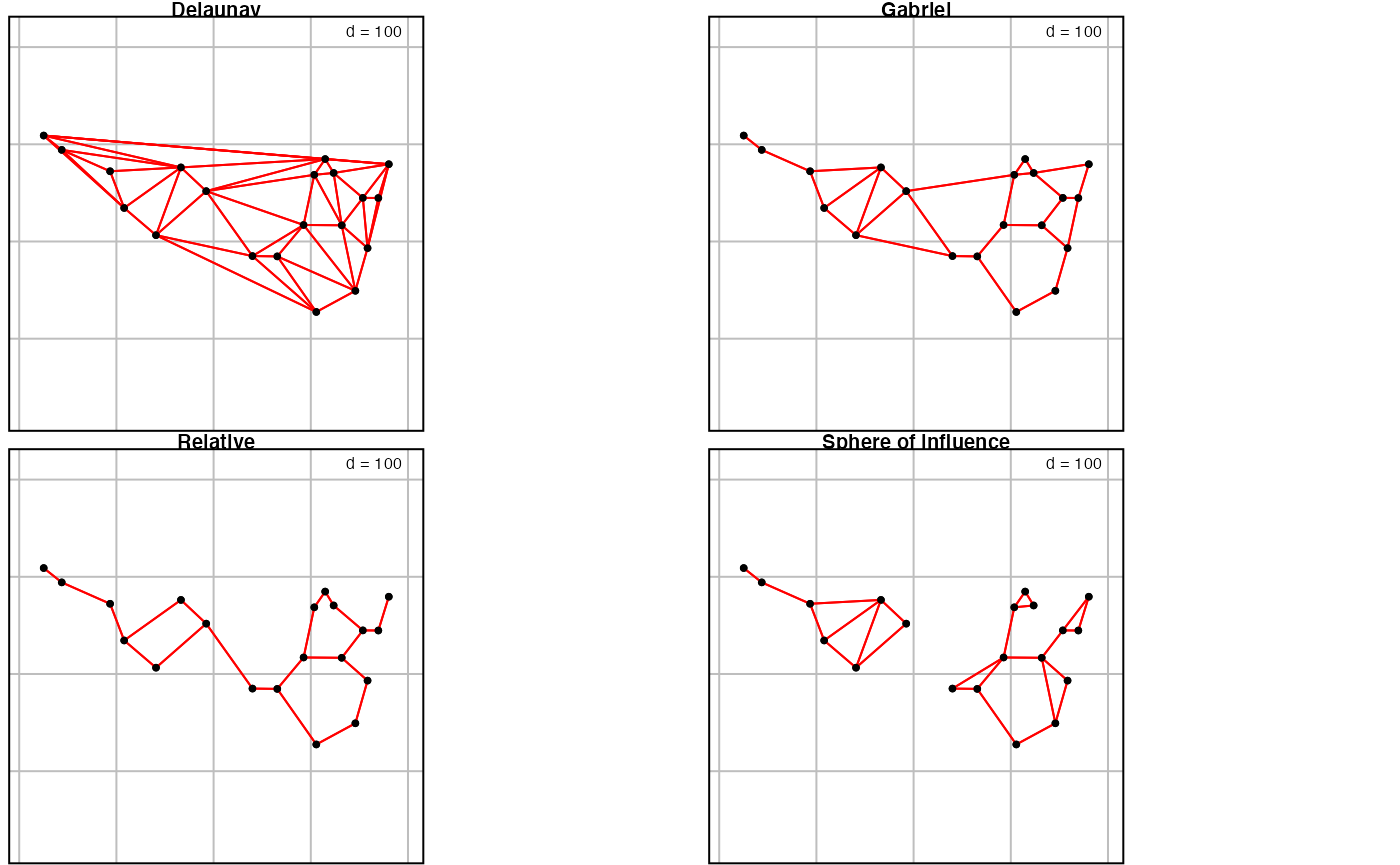 Delaunay
d = 100
Gabriel
d = 100
Relative
d = 100
Sphere of Influence
d = 100